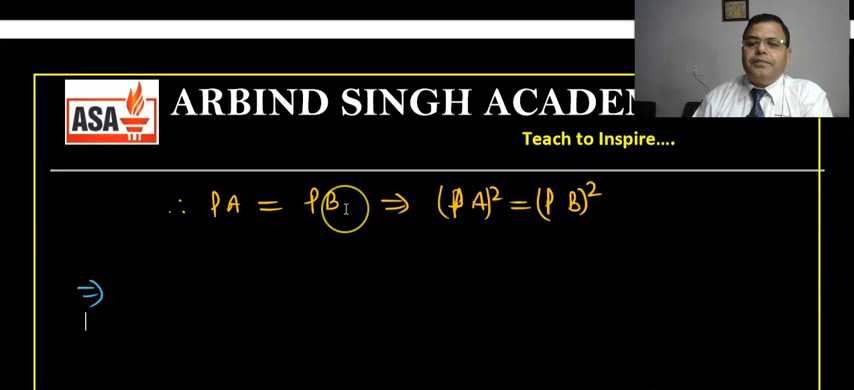 ASA
ARBIND SINGH ACADEM
Teach to Inspire....
∴ PA = PB ⇒ (PA)² = (PB)²
⇒